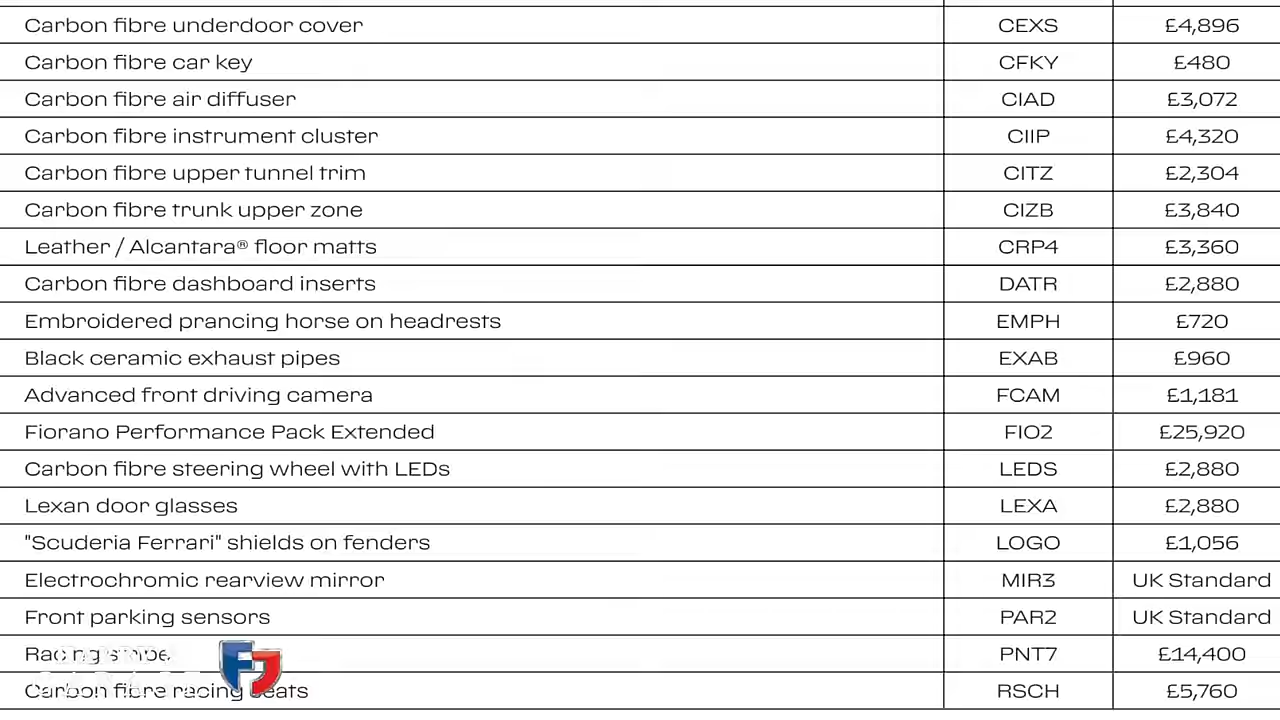 Carbon fibre underdoor cover CEXS £4,896
Carbon fibre car key CFKY £480
Carbon fibre air diffuser CIAD £3,072
Carbon fibre instrument cluster CIIP £4,320
Carbon fibre upper tunnel trim CITZ £2,304
Carbon fibre trunk upper zone CIZB £3,840
Leather / Alcantara® floor matts CRP4 £3,360
Carbon fibre dashboard inserts DATR £2,880
Embroidered prancing horse on headrests EMPH £720
Black ceramic exhaust pipes EXAB £960
Advanced front driving camera FCAM £1,181
Fiorano Performance Pack Extended FIO2 £25,920
Carbon fibre steering wheel with LEDs LEDS £2,880
Lexan door glasses LEXA £2,880
"Scuderia Ferrari" shields on fenders LOGO £1,056
Electrochromic rearview mirror MIR3 UK Standard
Front parking sensors PAR2 UK Standard
Racing stripe PNT7 £14,400
Carbon fibre racing seats RSCH £5,760